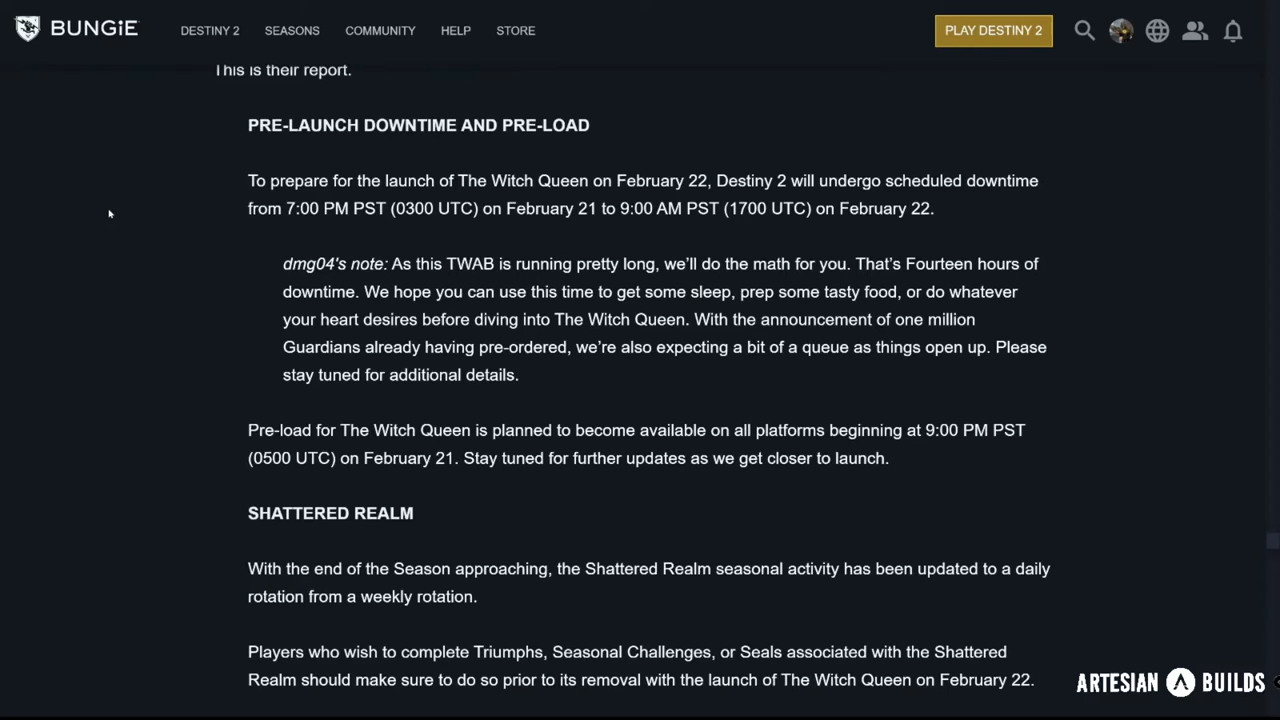 BUNGiE DESTINY 2 SEASONS COMMUNITY HELP STORE PLAY DESTINY 2
This is their report.
PRE-LAUNCH DOWNTIME AND PRE-LOAD
To prepare for the launch of The Witch Queen on February 22, Destiny 2 will undergo scheduled downtime
from 7:00 PM PST (0300 UTC) on February 21 to 9:00 AM PST (1700 UTC) on February 22.
dmg04's note: As this TWAB is running pretty long, we’ll do the math for you. That’s Fourteen hours of
downtime. We hope you can use this time to get some sleep, prep some tasty food, or do whatever
your heart desires before diving into The Witch Queen. With the announcement of one million
Guardians already having pre-ordered, we’re also expecting a bit of a queue as things open up. Please
stay tuned for additional details.
Pre-load for The Witch Queen is planned to become available on all platforms beginning at 9:00 PM PST
(0500 UTC) on February 21. Stay tuned for further updates as we get closer to launch.
SHATTERED REALM
With the end of the Season approaching, the Shattered Realm seasonal activity has been updated to a daily
rotation from a weekly rotation.
Players who wish to complete Triumphs, Seasonal Challenges, or Seals associated with the Shattered
Realm should make sure to do so prior to its removal with the launch of The Witch Queen on February 22.
ARTESIAN BUILDS